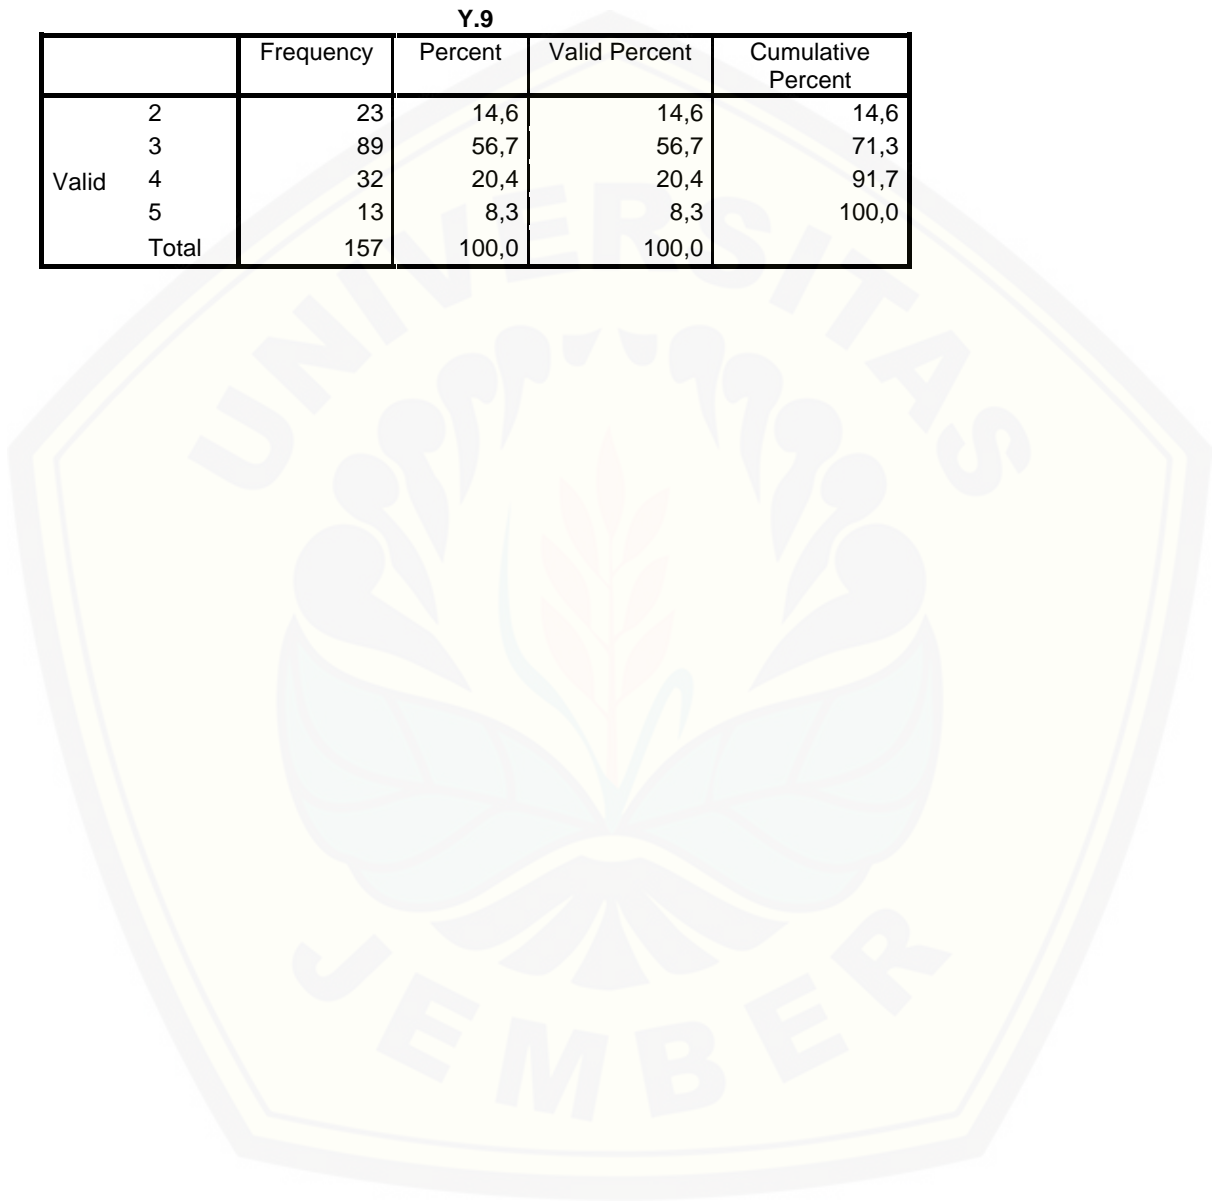 Y.9
Frequency Percent Valid Percent Cumulative Percent
Valid 2 23 14,6 14,6 14,6
3 89 56,7 56,7 71,3
4 32 20,4 20,4 91,7
5 13 8,3 8,3 100,0
Total 157 100,0 100,0
UNIVERSITAS
JEMBER